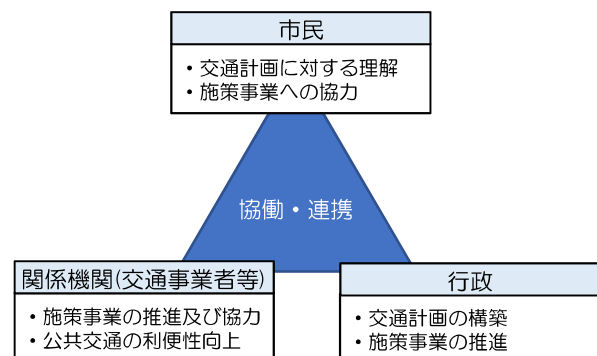 市民
・交通計画に対する理解
・施策事業への協力
協働・連携
関係機関(交通事業者等)
・施策事業の推進及び協力
・公共交通の利便性向上
行政
・交通計画の構築
・施策事業の推進